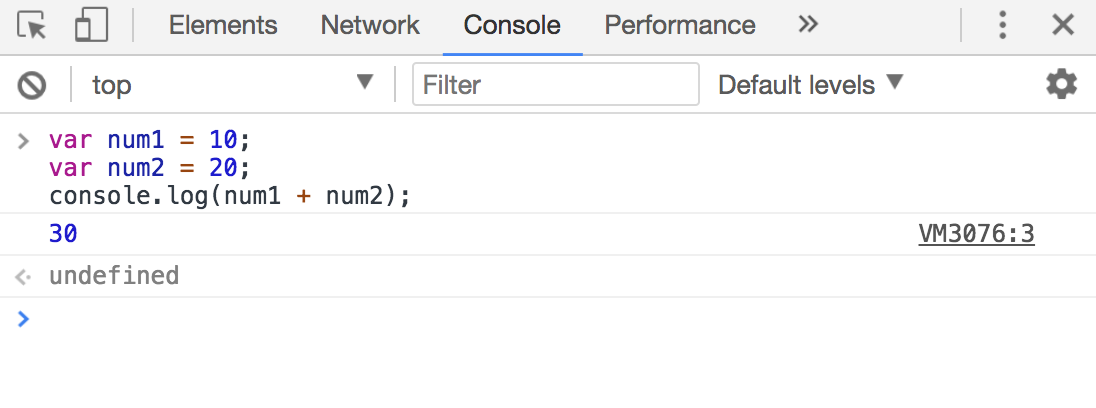 Elements Network Console Performance »
top ▼ Filter Default levels ▼
> var num1 = 10;
var num2 = 20;
console.log(num1 + num2);
30 VM3076:3
undefined
>